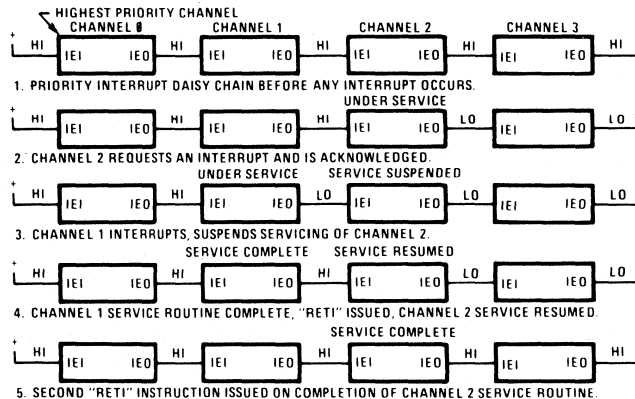 HIGHEST PRIORITY CHANNEL
CHANNEL 0 CHANNEL 1 CHANNEL 2 CHANNEL 3
+ HI IEI IEO HI IEI IEO HI IEI IEO HI IEI IEO HI
1. PRIORITY INTERRUPT DAISY CHAIN BEFORE ANY INTERRUPT OCCURS.
UNDER SERVICE
+ HI IEI IEO HI IEI IEO HI IEI IEO LO IEI IEO LO
2. CHANNEL 2 REQUESTS AN INTERRUPT AND IS ACKNOWLEDGED.
UNDER SERVICE SERVICE SUSPENDED
+ HI IEI IEO HI IEI IEO LO IEI IEO LO IEI IEO LO
3. CHANNEL 1 INTERRUPTS, SUSPENDS SERVICING OF CHANNEL 2.
SERVICE COMPLETE SERVICE RESUMED
+ HI IEI IEO HI IEI IEO HI IEI IEO LO IEI IEO LO
4. CHANNEL 1 SERVICE ROUTINE COMPLETE, "RETI" ISSUED, CHANNEL 2 SERVICE RESUMED.
SERVICE COMPLETE
+ HI IEI IEO HI IEI IEO HI IEI IEO HI IEI IEO HI
5. SECOND "RETI" INSTRUCTION ISSUED ON COMPLETION OF CHANNEL 2 SERVICE ROUTINE.